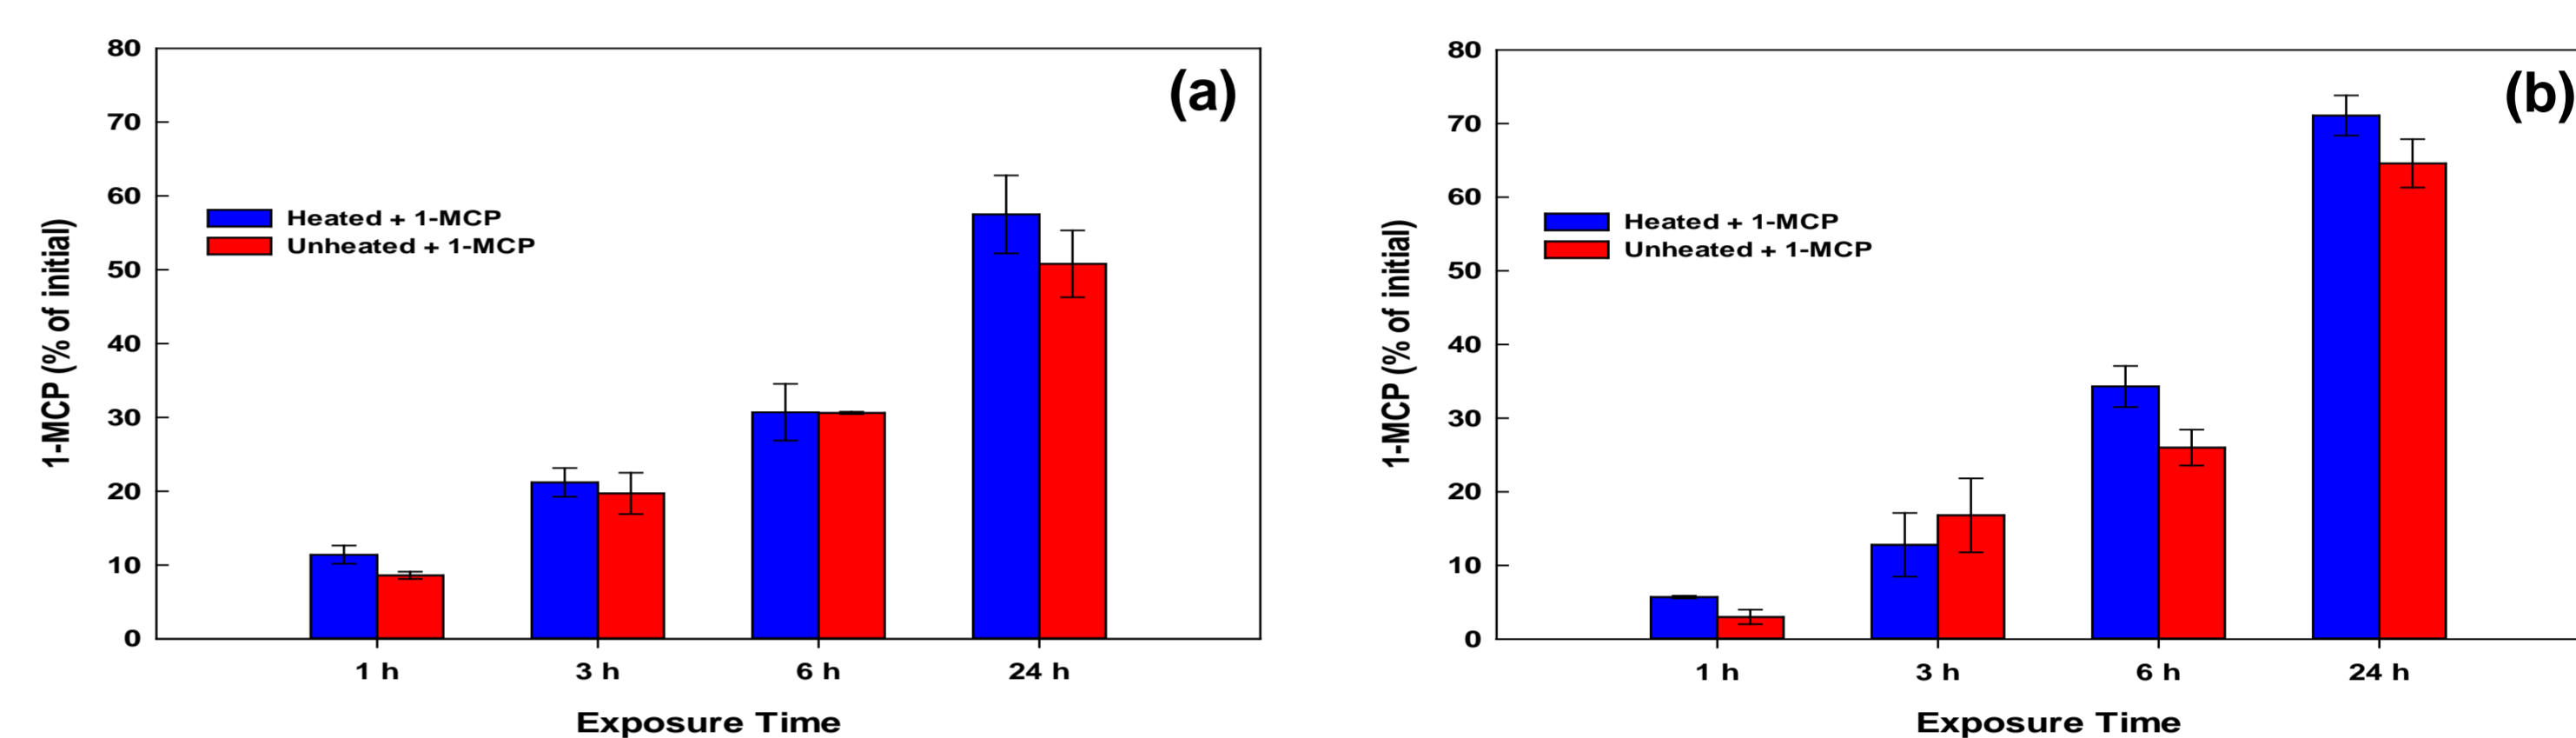 80
70
60
50
40
30
20
10
0
1-MCP (% of initial)
(a)
Heated + 1-MCP
Unheated + 1-MCP
1 h
3 h
6 h
24 h
Exposure Time
80
70
60
50
40
30
20
10
0
1-MCP (% of initial)
(b)
Heated + 1-MCP
Unheated + 1-MCP
1 h
3 h
6 h
24 h
Exposure Time